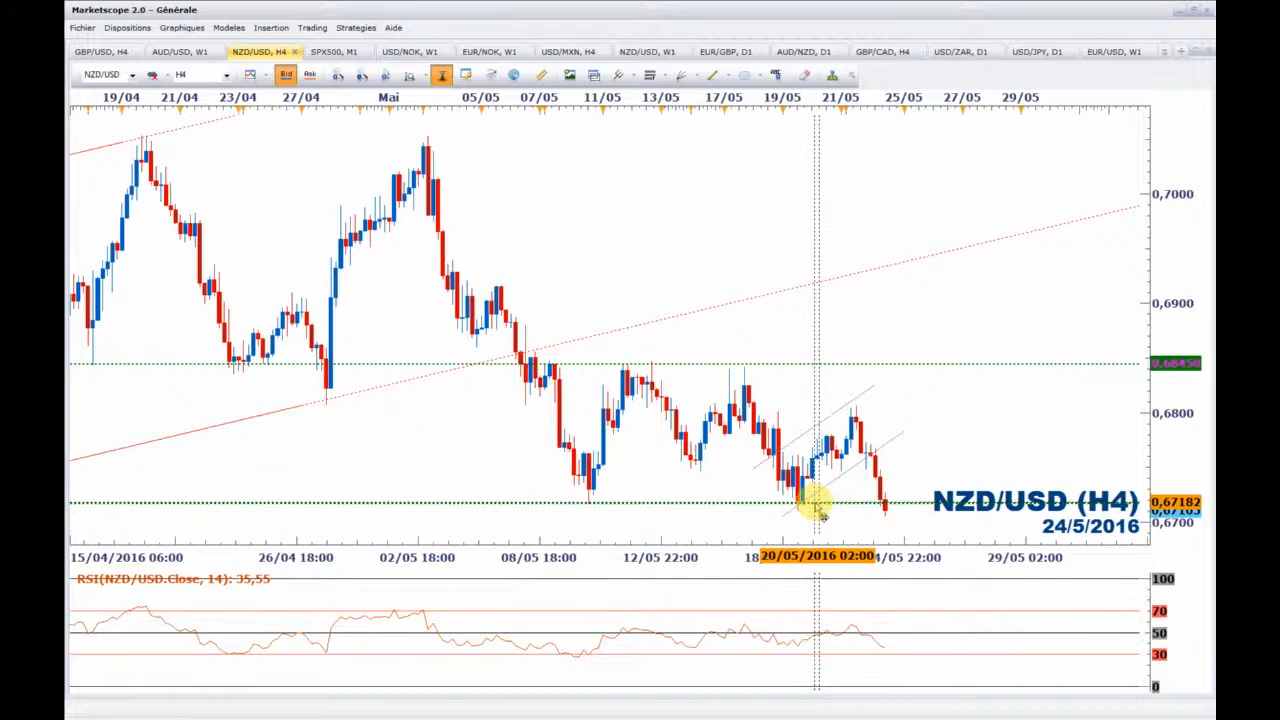 Marketscope 2.0 – Générale
Fichier Dispositions Graphiques Modeles Insertion Trading Strategies Aide
GBP/USD, H4 AUD/USD, W1 NZD/USD, H4 SPX500, M1 USD/NOK, W1 EUR/NOK, W1 USD/MXN, H4 NZD/USD, W1 EUR/GBP, D1 AUD/NZD, D1 GBP/CAD, H4 USD/ZAR, D1 USD/JPY, D1 EUR/USD, W1
NZD/USD H4 Bid Ask
19/04 21/04 23/04 27/04 Mai 05/05 07/05 11/05 13/05 17/05 19/05 21/05 25/05 27/05 29/05
0,7000
0,6900
0,68450
0,6800
0,67182
0,67103
0,6700
NZD/USD (H4)
24/5/2016
15/04/2016 06:00 26/04 18:00 02/05 18:00 08/05 18:00 12/05 22:00 18 20/05/2016 02:00 4/05 22:00 29/05 02:00
RSI(NZD/USD.Close, 14): 35,55
100
70
50
30
0